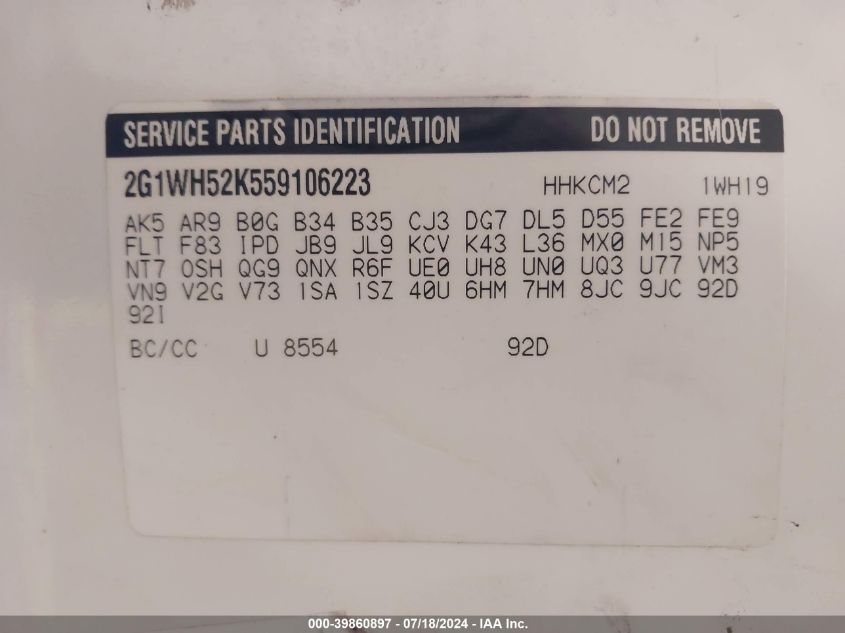 SERVICE PARTS IDENTIFICATION DO NOT REMOVE
2G1WH52K559106223 HHKCM2 1WH19
AK5 AR9 B0G B34 B35 CJ3 DG7 DL5 D55 FE2 FE9
FLT F83 IPD JB9 JL9 KCV K43 L36 MX0 M15 NP5
NT7 0SH QG9 QNX R6F UE0 UH8 UN0 UQ3 U77 VM3
VN9 V2G V73 1SA 1SZ 40U 6HM 7HM 8JC 9JC 92D
92I
BC/CC U 8554 92D
000-39860897 - 07/18/2024 - IAA Inc.